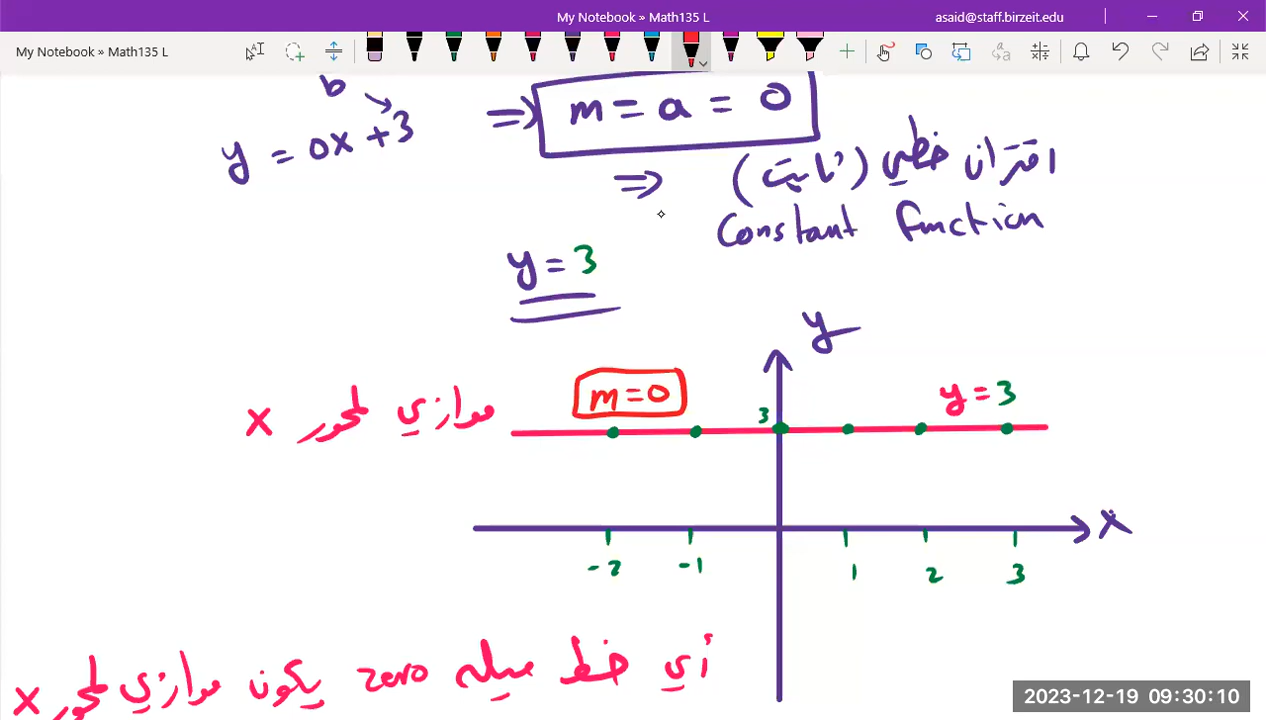 My Notebook » Math135 L
asaid@staff.birzeit.edu
My Notebook » Math135 L
b
y = 0x + 3 ⇒ m = a = 0
⇒ اقتران خطي (ثابت)
Constant function
y = 3
y
m = 0
y = 3
3
موازي لمحور x
x
-2 -1 1 2 3
أي خط ميله zero يكون موازي لمحور x
2023-12-19 09:30:10